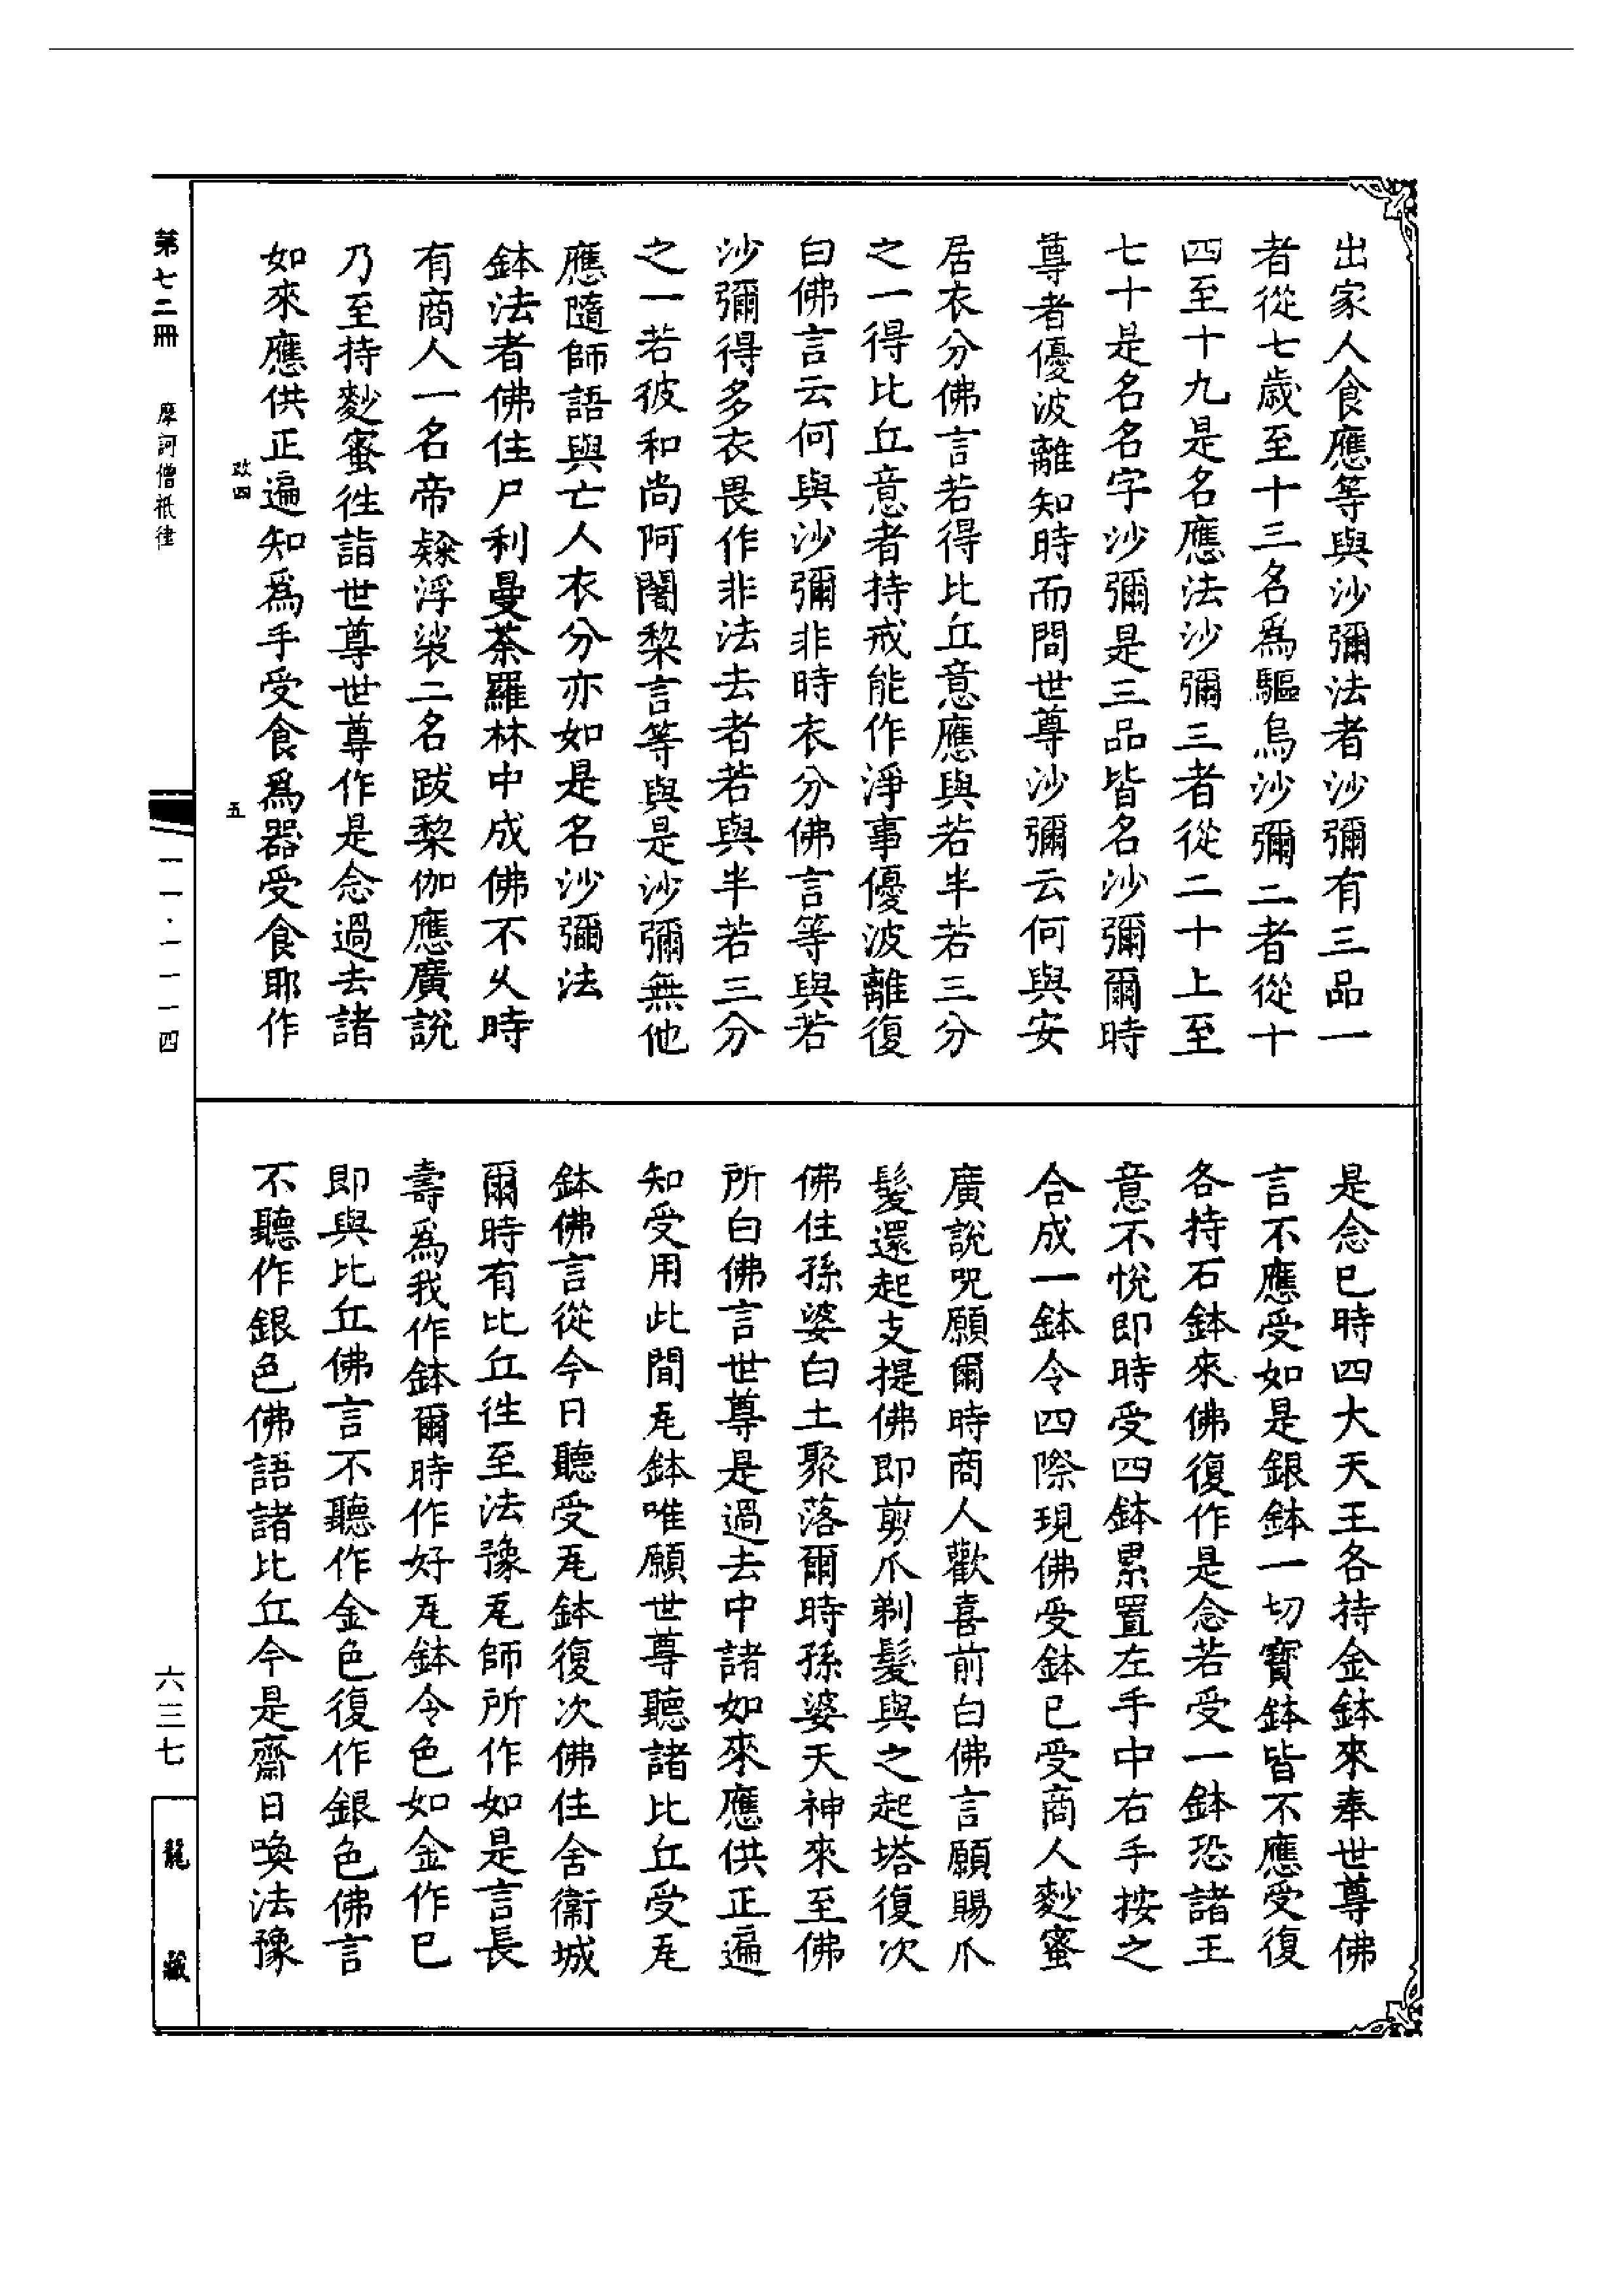 出家人食應等與沙彌法者沙彌有三品一
者從七歲至十三名為驅烏沙彌二者從十
四至十九是名應法沙彌三者從二十上至
七十是名名字沙彌是三品皆名沙彌爾時
尊者優波離知時而問世尊沙彌云何與安
居衣分佛言若得比丘意應與若半若三分
之一得比丘意者持戒能作淨事優波離復
白佛言云何與沙彌非時衣分佛言等與若
沙彌得多衣畏作非法去者若與半若三分
之一若彼和尚阿闍黎言等與是沙彌無他
應隨師語與亡人衣分亦如是名沙彌法
鉢法者佛住尸利曼荼羅林中成佛不久時
有商人一名帝𣣋浮裟二名跋棃伽應廣說
乃至持麨蜜往詣世尊世尊作是念過去諸
如來應供正遍知為手受食為器受食耶作
是念已時四大天王各持金鉢來奉世尊佛
言不應受如是銀鉢一切寶鉢皆不應受復
各持石鉢來佛復作是念若受一鉢恐諸王
意不悅即時受四鉢累置左手中右手按之
合成一鉢令四際現佛受鉢已受商人麨蜜
廣說呪願爾時商人歡喜前白佛言願賜爪
髮還起支提佛即剪爪剃髮與之起塔復次
佛住孫婆白土聚落爾時孫婆天神來至佛
所白佛言世尊是過去中諸如來應供正遍
知受用此間瓦鉢唯願世尊聽諸比丘受瓦
鉢佛言從今日聽受瓦鉢復次佛住舍衛城
爾時有比丘往至法豫瓦師所作如是言長
壽為我作鉢爾時作好瓦鉢令色如金作已
即與比丘佛言不聽作金色復作銀色佛言
不聽作銀色佛語諸比丘今是齋日喚法豫
第七二冊
摩訶僧祇律
改四
五
一一·一一一四
六三七
龍藏